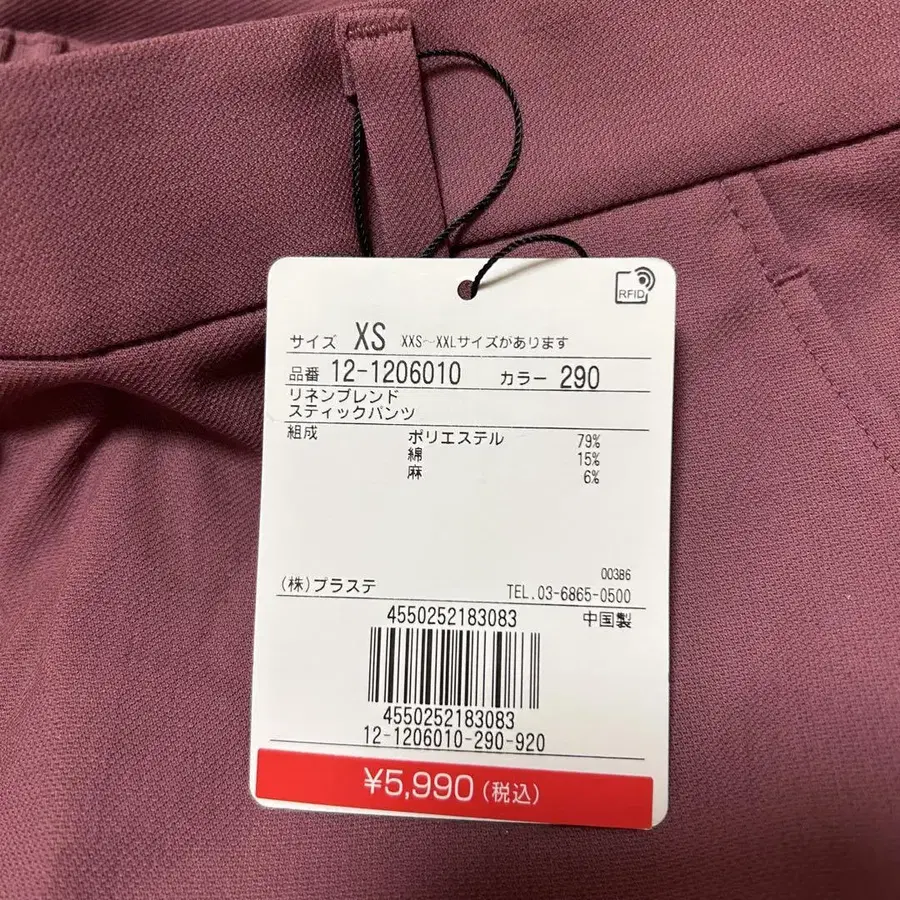 RFID
サイズ XS XXS～XXLサイズがあります
品番 12-1206010 カラー 290
リネンブレンド
スティックパンツ
組成 ポリエステル 79%
綿 15%
麻 6%
00386
(株)プラステ TEL.03-6865-0500
4550252183083 中国製
4550252183083
12-1206010-290-920
¥5,990(税込)